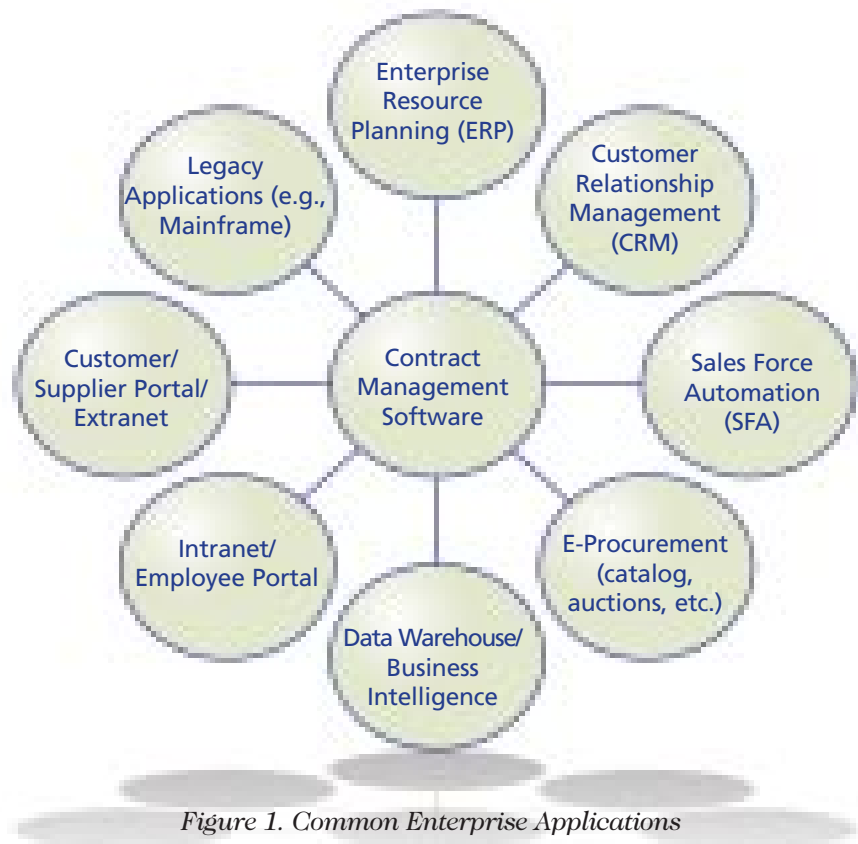 Enterprise
Resource
Planning (ERP)
Customer
Relationship
Management
(CRM)
Legacy
Applications (e.g.,
Mainframe)
Customer/
Supplier Portal/
Extranet
Contract
Management
Software
Sales Force
Automation
(SFA)
Intranet/
Employee Portal
E-Procurement
(catalog,
auctions, etc.)
Data Warehouse/
Business
Intelligence
Figure 1. Common Enterprise Applications